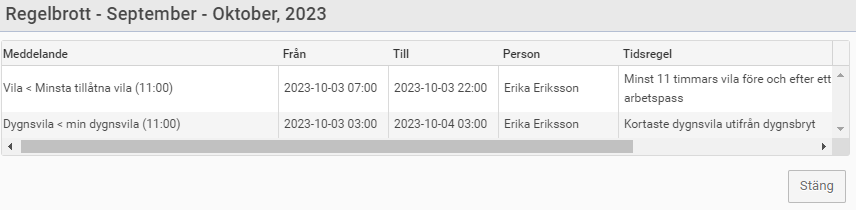 Regelbrott - September - Oktober, 2023
Meddelande Från Till Person Tidsregel
Vila < Minsta tillåtna vila (11:00) 2023-10-03 07:00 2023-10-03 22:00 Erika Eriksson Minst 11 timmars vila före och efter ett
arbetspass
Dygnsvila < min dygnsvila (11:00) 2023-10-03 03:00 2023-10-04 03:00 Erika Eriksson Kortaste dygnsvila utifrån dygnsbryt
Stäng